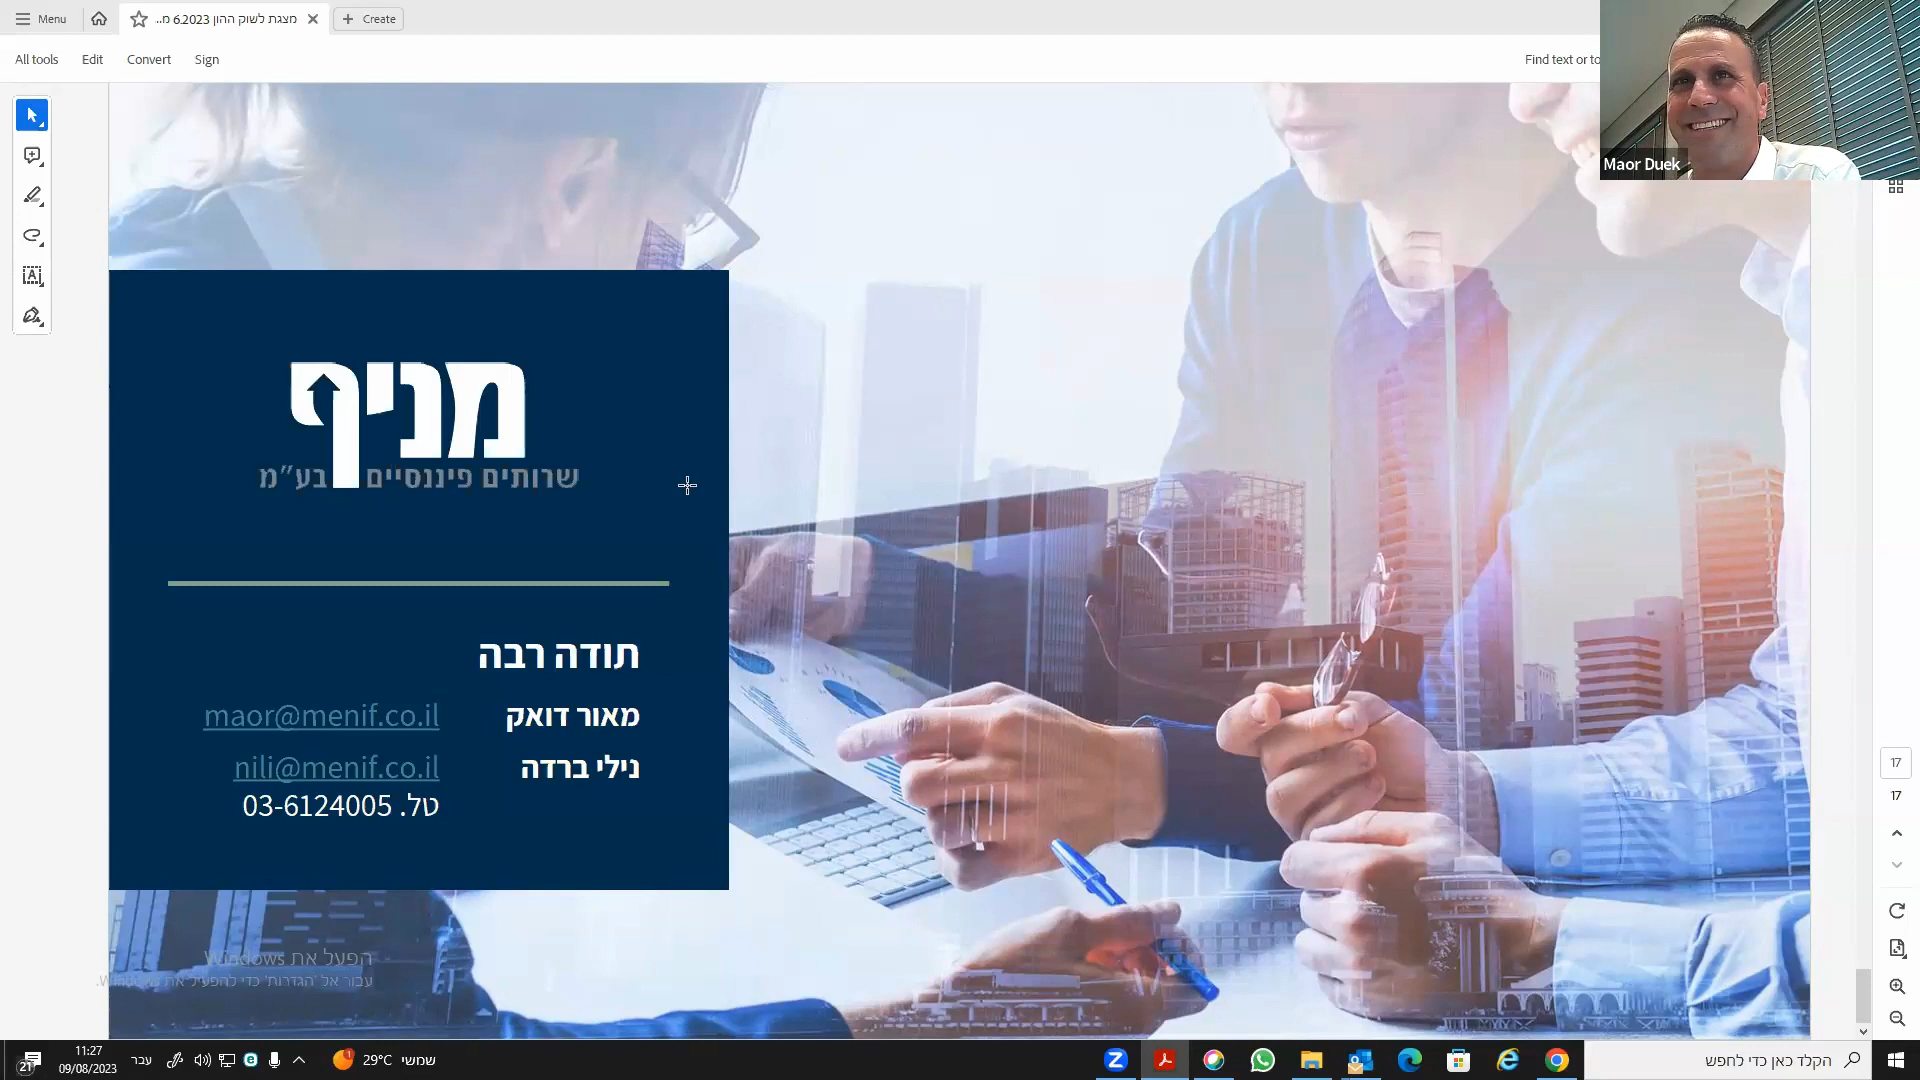 Menu
מצגת לשוק ההון 6.2023 מ...
Create
All tools
Edit
Convert
Sign
Find text or to
Maor Duek
מניף
שרותים פיננסיים בע״מ
תודה רבה
מאור דואק maor@menif.co.il
נילי ברדה nili@menif.co.il
טל. 03-6124005
הפעל את Windows
עבור אל 'הגדרות' כדי להפעיל את Windows.
17
17
21
11:27
09/08/2023
עבר
1
29°C
שמשי
הקלד כאן כדי לחפש